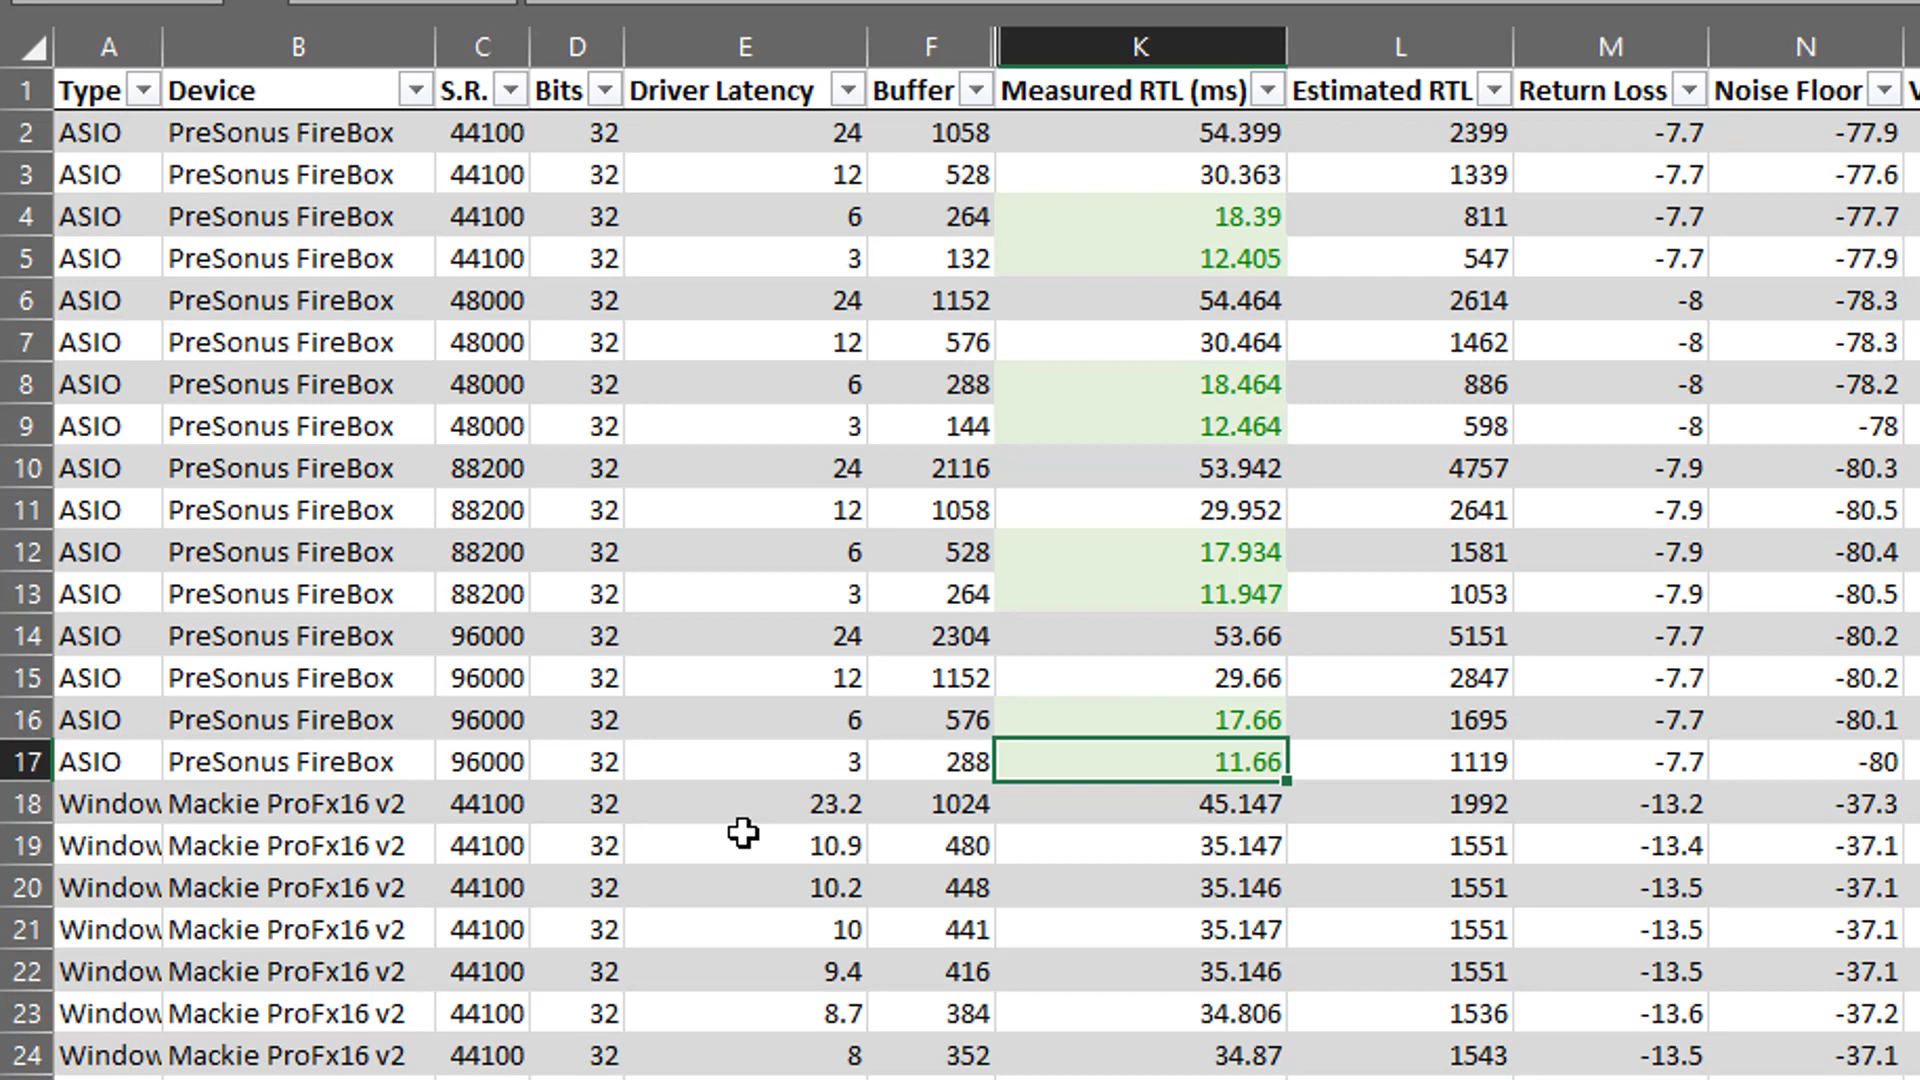 A B C D E F K L M N
1 Type Device S.R. Bits Driver Latency Buffer Measured RTL (ms) Estimated RTL Return Loss Noise Floor
2 ASIO PreSonus FireBox 44100 32 24 1058 54.399 2399 -7.7 -77.9
3 ASIO PreSonus FireBox 44100 32 12 528 30.363 1339 -7.7 -77.6
4 ASIO PreSonus FireBox 44100 32 6 264 18.39 811 -7.7 -77.7
5 ASIO PreSonus FireBox 44100 32 3 132 12.405 547 -7.7 -77.9
6 ASIO PreSonus FireBox 48000 32 24 1152 54.464 2614 -8 -78.3
7 ASIO PreSonus FireBox 48000 32 12 576 30.464 1462 -8 -78.3
8 ASIO PreSonus FireBox 48000 32 6 288 18.464 886 -8 -78.2
9 ASIO PreSonus FireBox 48000 32 3 144 12.464 598 -8 -78
10 ASIO PreSonus FireBox 88200 32 24 2116 53.942 4757 -7.9 -80.3
11 ASIO PreSonus FireBox 88200 32 12 1058 29.952 2641 -7.9 -80.5
12 ASIO PreSonus FireBox 88200 32 6 528 17.934 1581 -7.9 -80.4
13 ASIO PreSonus FireBox 88200 32 3 264 11.947 1053 -7.9 -80.5
14 ASIO PreSonus FireBox 96000 32 24 2304 53.66 5151 -7.7 -80.2
15 ASIO PreSonus FireBox 96000 32 12 1152 29.66 2847 -7.7 -80.2
16 ASIO PreSonus FireBox 96000 32 6 576 17.66 1695 -7.7 -80.1
17 ASIO PreSonus FireBox 96000 32 3 288 11.66 1119 -7.7 -80
18 Window Mackie ProFx16 v2 44100 32 23.2 1024 45.147 1992 -13.2 -37.3
19 Window Mackie ProFx16 v2 44100 32 10.9 480 35.147 1551 -13.4 -37.1
20 Window Mackie ProFx16 v2 44100 32 10.2 448 35.146 1551 -13.5 -37.1
21 Window Mackie ProFx16 v2 44100 32 10 441 35.147 1551 -13.5 -37.1
22 Window Mackie ProFx16 v2 44100 32 9.4 416 35.146 1551 -13.5 -37.1
23 Window Mackie ProFx16 v2 44100 32 8.7 384 34.806 1536 -13.6 -37.2
24 Window Mackie ProFx16 v2 44100 32 8 352 34.87 1543 -13.5 -37.1